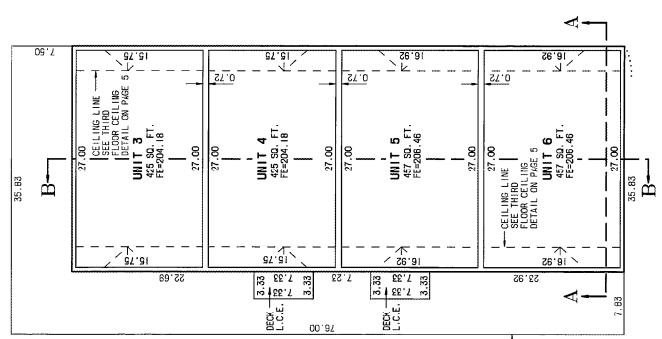 A
A
7.50
35.83
15.75
15.75
16.92
16.92
CEILING LINE
SEE THIRD
FLOOR CEILING
DETAIL ON PAGE 5
0.72
0.72
0.72
B
27.00
UNIT 3
425 SQ. FT.
FE=204.18
27.00
27.00
UNIT 4
425 SQ. FT.
FE=204.18
27.00
27.00
UNIT 5
457 SQ. FT.
FE=206.46
27.00
27.00
UNIT 6
457 SQ. FT.
FE=206.46
27.00
B
35.83
CEILING LINE
SEE THIRD
FLOOR CEILING
DETAIL ON PAGE 5
15.75
15.75
16.92
16.92
22.68
7.33
7.23
7.33
23.92
3.33
3.33
3.33
3.33
7.33
7.33
DECK
L.C.E.
DECK
L.C.E.
7.83
76.00